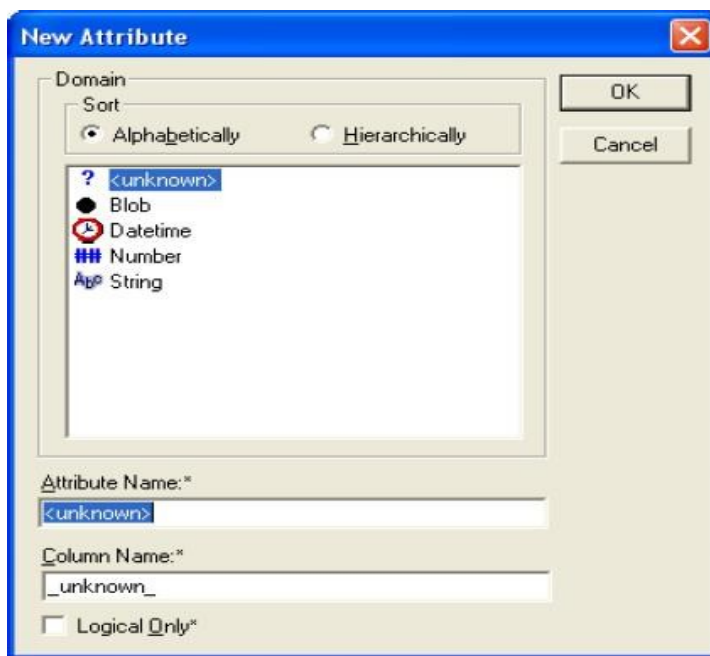 New Attribute
Domain
Sort
Alphabetically Hierarchically
? <unknown>
Blob
Datetime
## Number
Abc String
OK
Cancel
Attribute Name:*
<unknown>
Column Name:*
_unknown_
Logical Only*